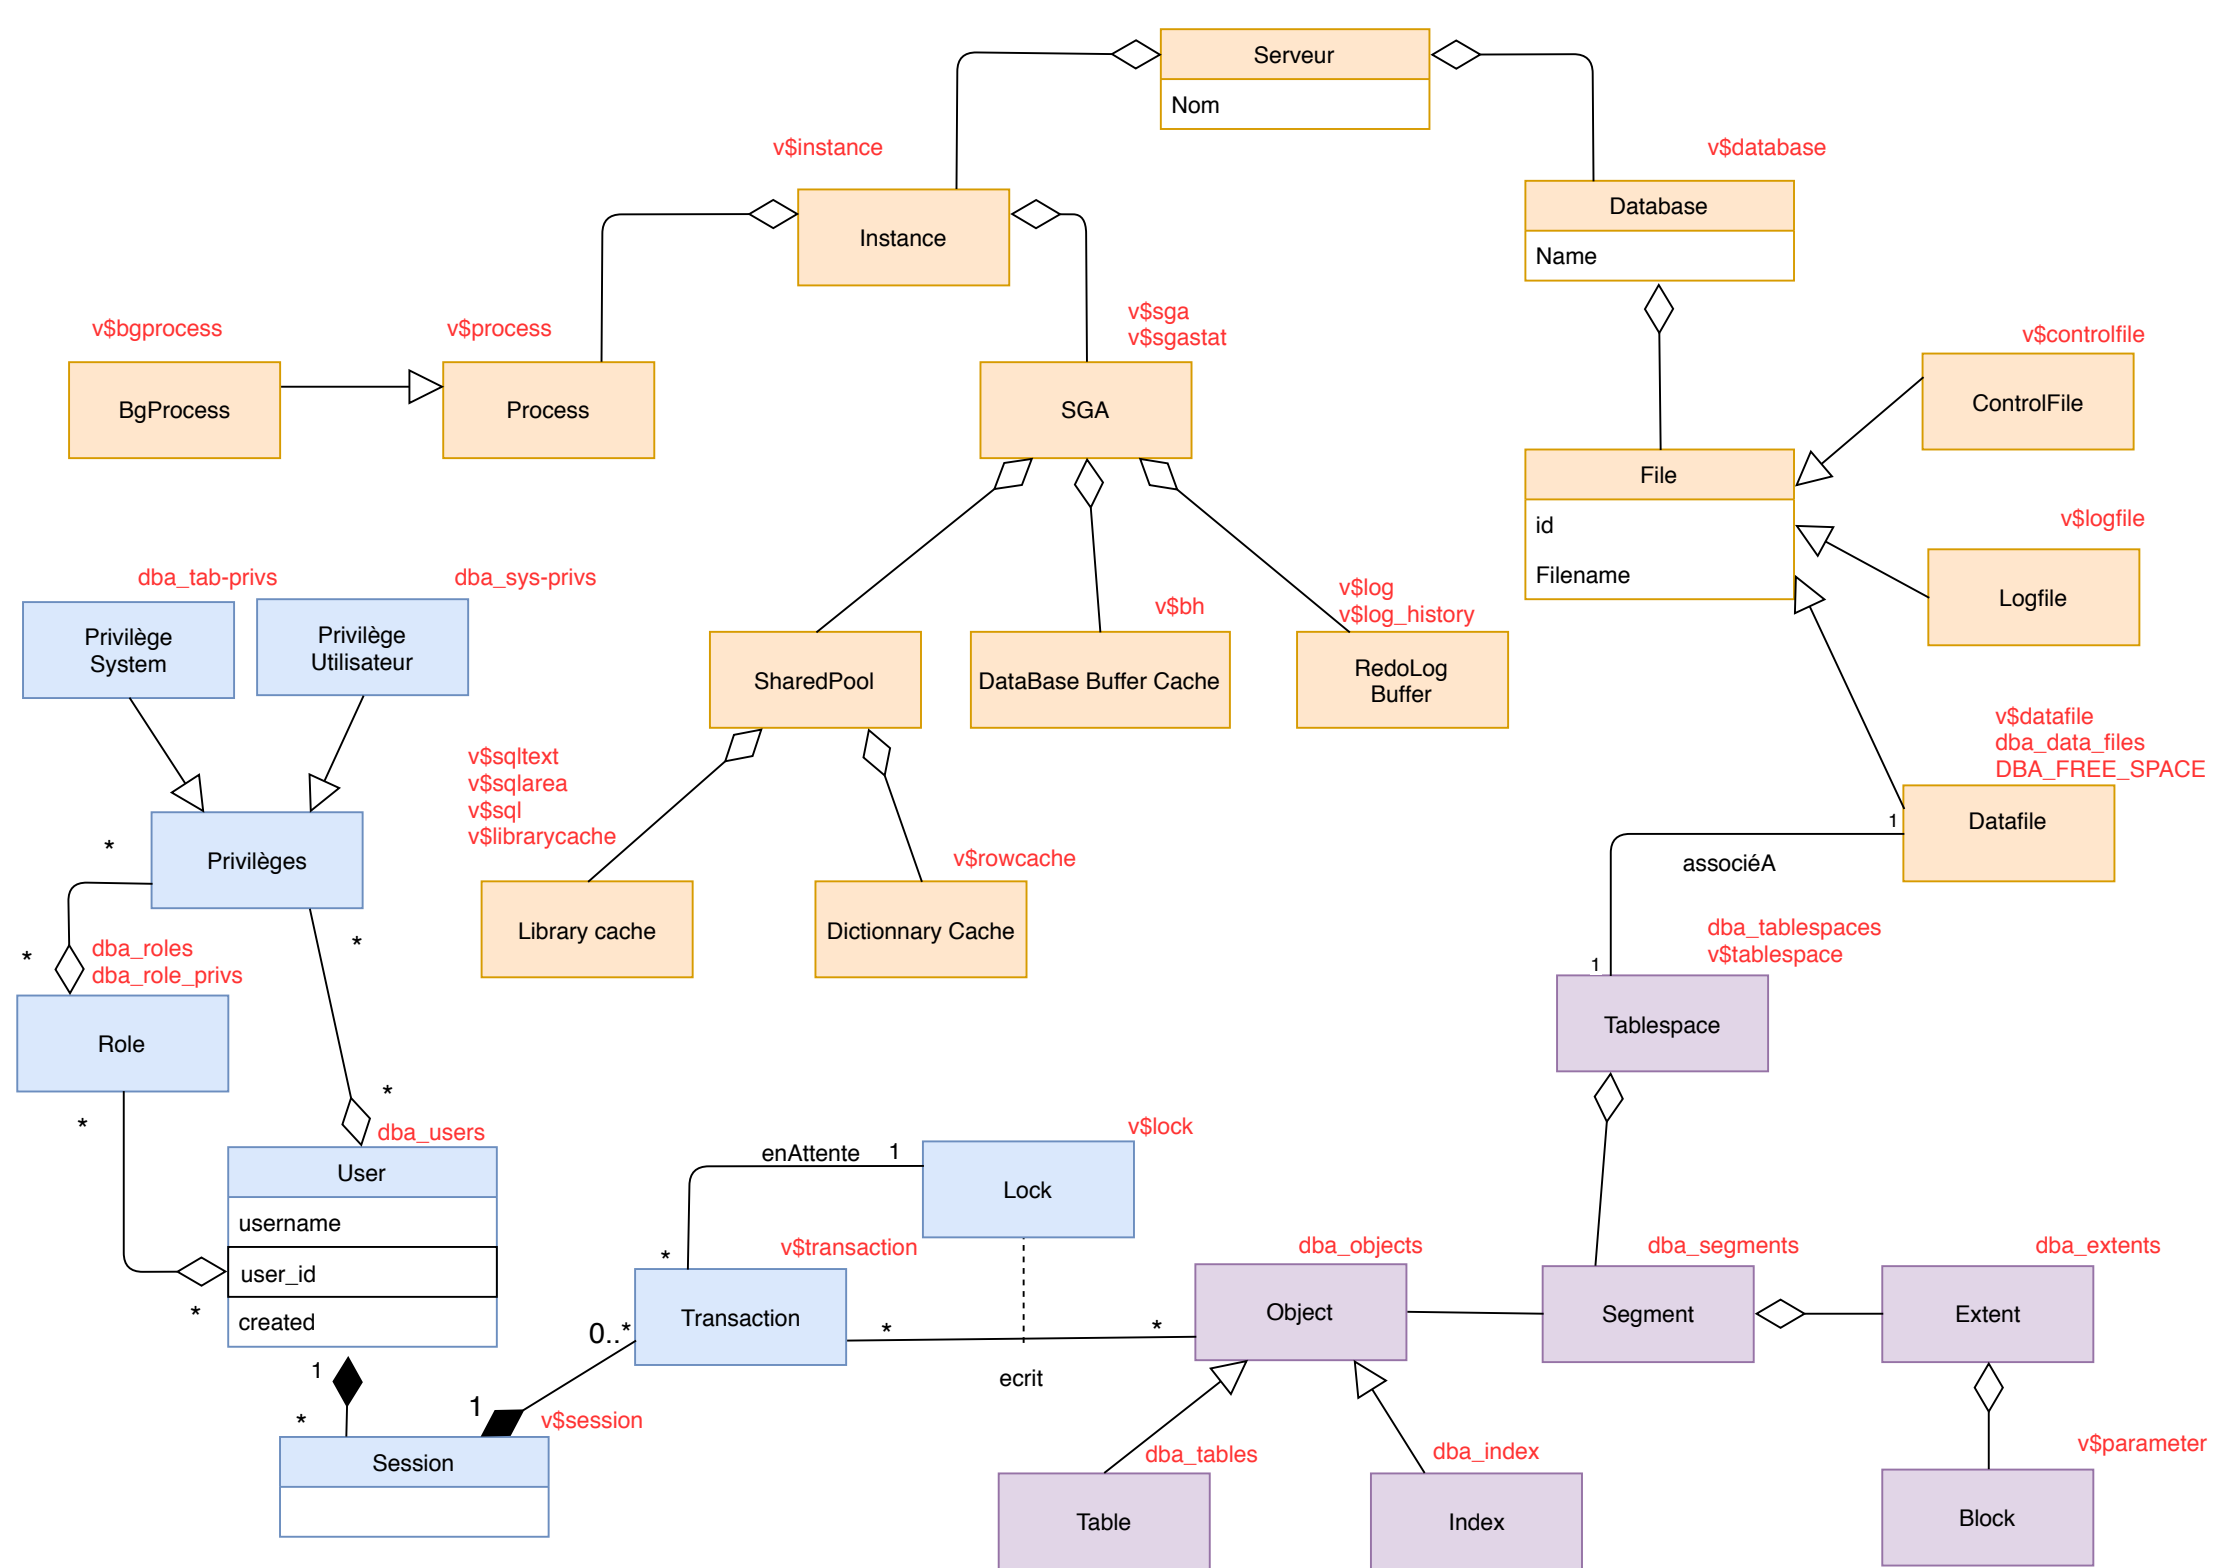 Serveur
Nom
v$instance
v$database
Instance
Database
Name
v$sga
v$sgastat
v$bgprocess
v$process
v$controlfile
BgProcess
Process
SGA
ControlFile
File
id
Filename
v$logfile
Logfile
dba_tab-privs
dba_sys-privs
v$bh
v$log
v$log_history
Privilège
System
Privilège
Utilisateur
SharedPool
DataBase Buffer Cache
RedoLog
Buffer
v$datafile
dba_data_files
DBA_FREE_SPACE
v$sqltext
v$sqlarea
v$sql
v$librarycache
1
Datafile
associéA
*
Privilèges
v$rowcache
Library cache
Dictionnary Cache
dba_tablespaces
v$tablespace
1
*
*
dba_roles
dba_role_privs
Role
Tablespace
*
*
dba_users
User
username
user_id
created
*
enAttente
1
v$lock
Lock
*
v$transaction
Transaction
0..*
*
*
ecrit
dba_objects
Object
dba_segments
Segment
dba_extents
Extent
1
*
1
v$session
Session
dba_tables
Table
dba_index
Index
v$parameter
Block